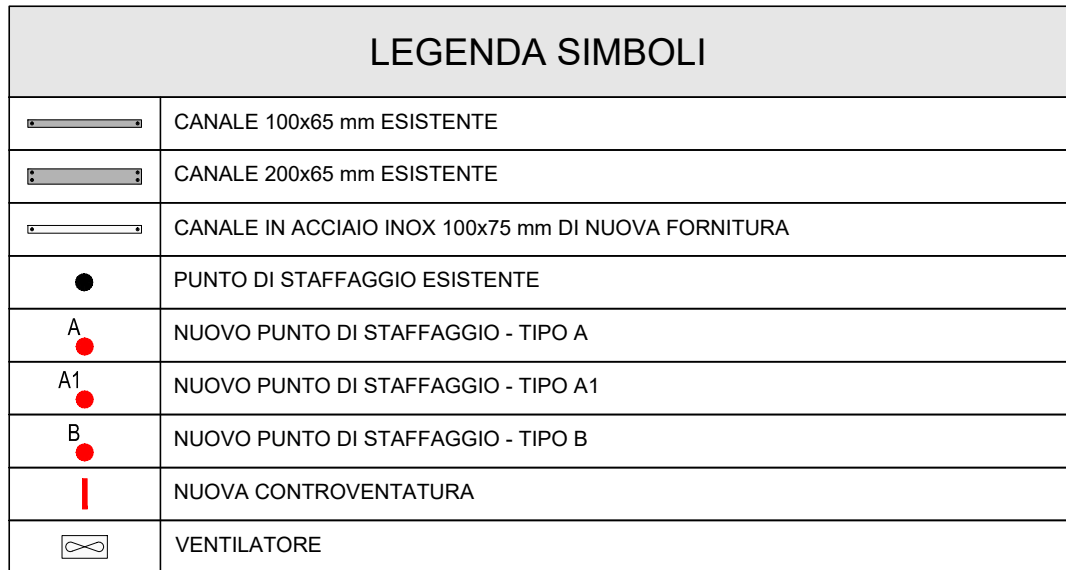 LEGENDA SIMBOLI
CANALE 100x65 mm ESISTENTE
CANALE 200x65 mm ESISTENTE
CANALE IN ACCIAIO INOX 100x75 mm DI NUOVA FORNITURA
PUNTO DI STAFFAGGIO ESISTENTE
A NUOVO PUNTO DI STAFFAGGIO - TIPO A
A1 NUOVO PUNTO DI STAFFAGGIO - TIPO A1
B NUOVO PUNTO DI STAFFAGGIO - TIPO B
NUOVA CONTROVENTATURA
VENTILATORE